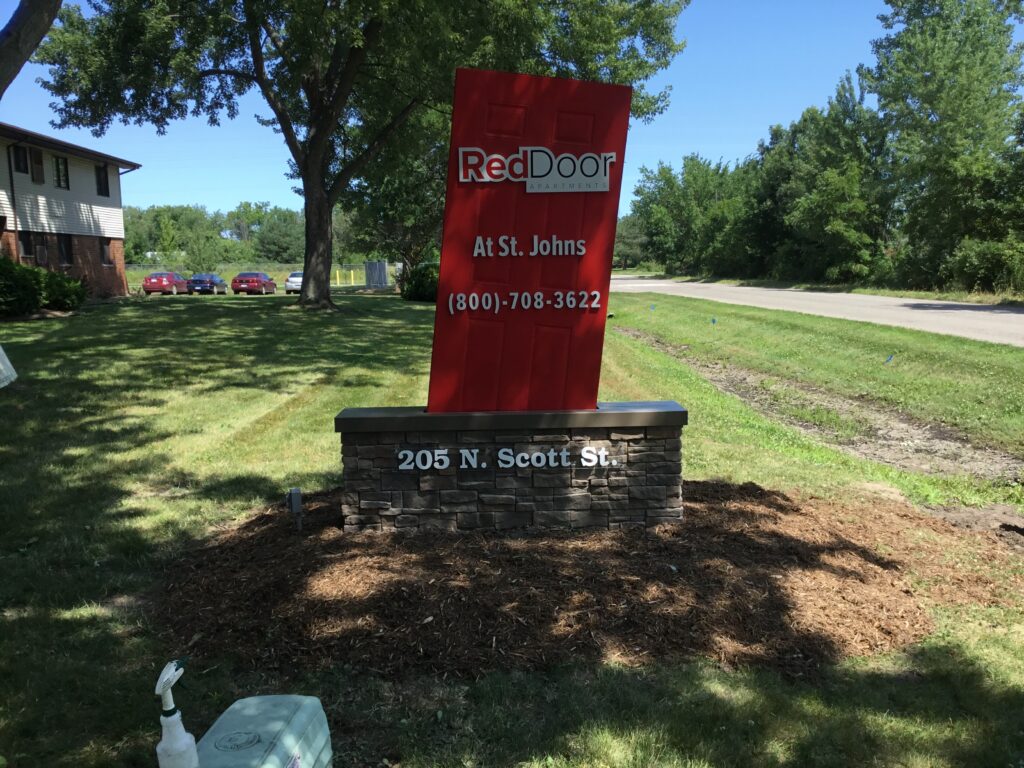 RedDoor
APARTMENTS
At St. Johns
(800)-708-3622
205 N. Scott St.